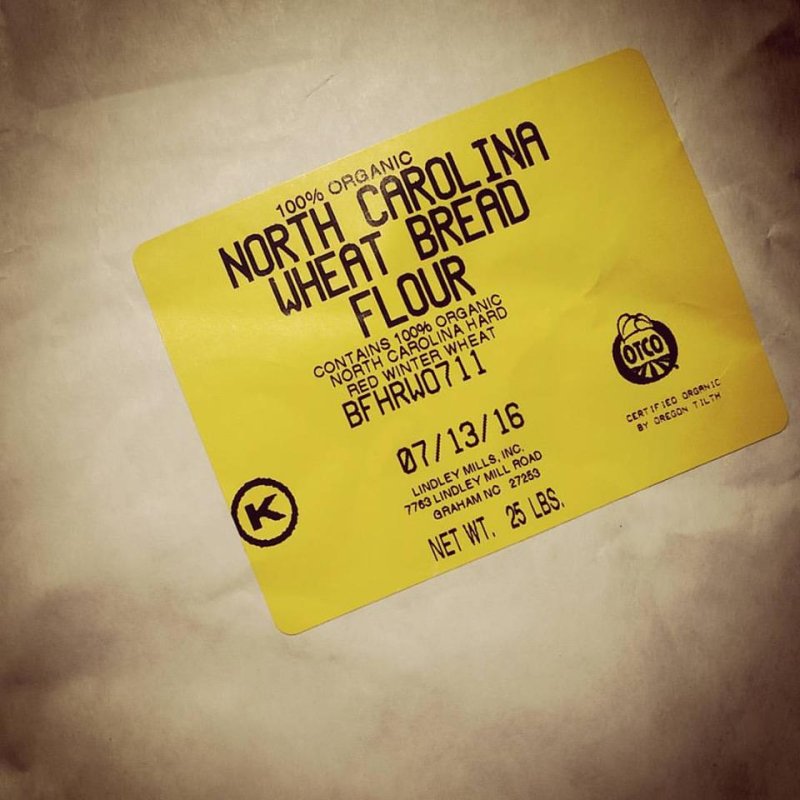 100% ORGANIC
NORTH CAROLINA
WHEAT BREAD
FLOUR
CONTAINS 100% ORGANIC
NORTH CAROLINA HARD
RED WINTER WHEAT
BFHRW0711
07/13/16
LINDLEY MILLS, INC.
7763 LINDLEY MILL ROAD
GRAHAM NC 27253
NET WT. 25 LBS.
K
OTCO
CERTIFIED ORGANIC
BY OREGON TILTH